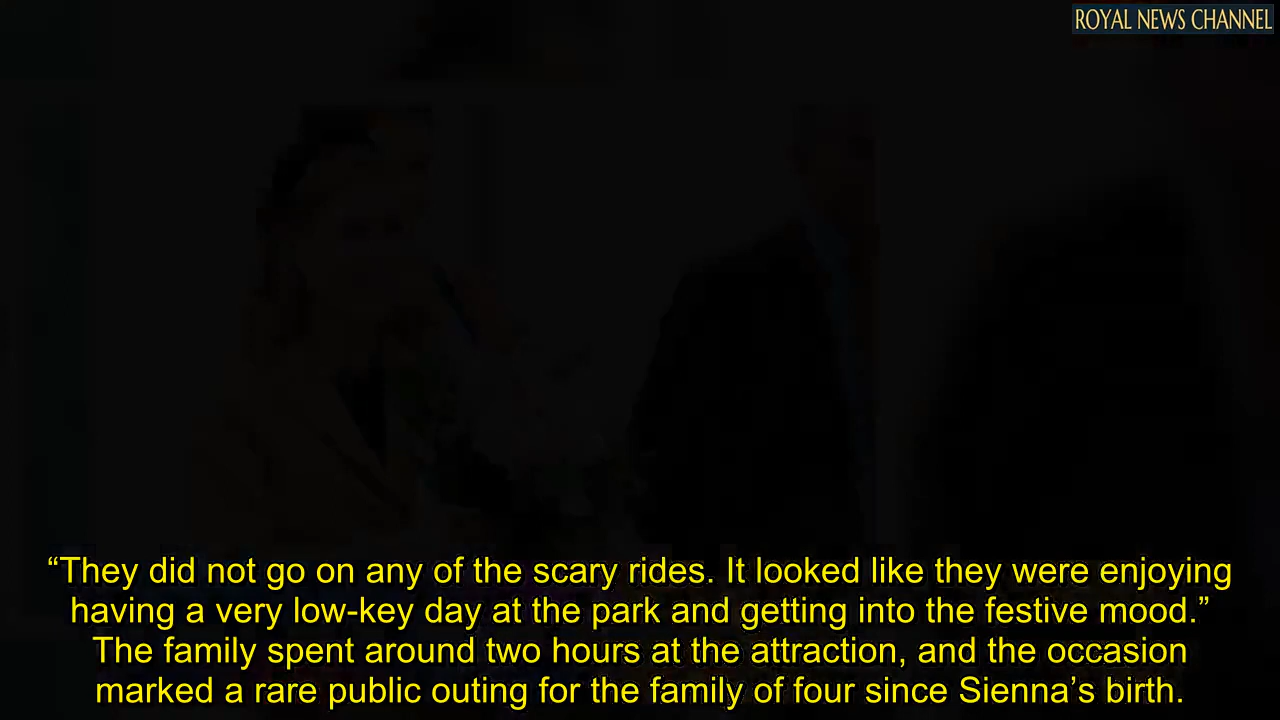 ROYAL NEWS CHANNEL
“They did not go on any of the scary rides. It looked like they were enjoying
having a very low-key day at the park and getting into the festive mood.”
The family spent around two hours at the attraction, and the occasion
marked a rare public outing for the family of four since Sienna’s birth.